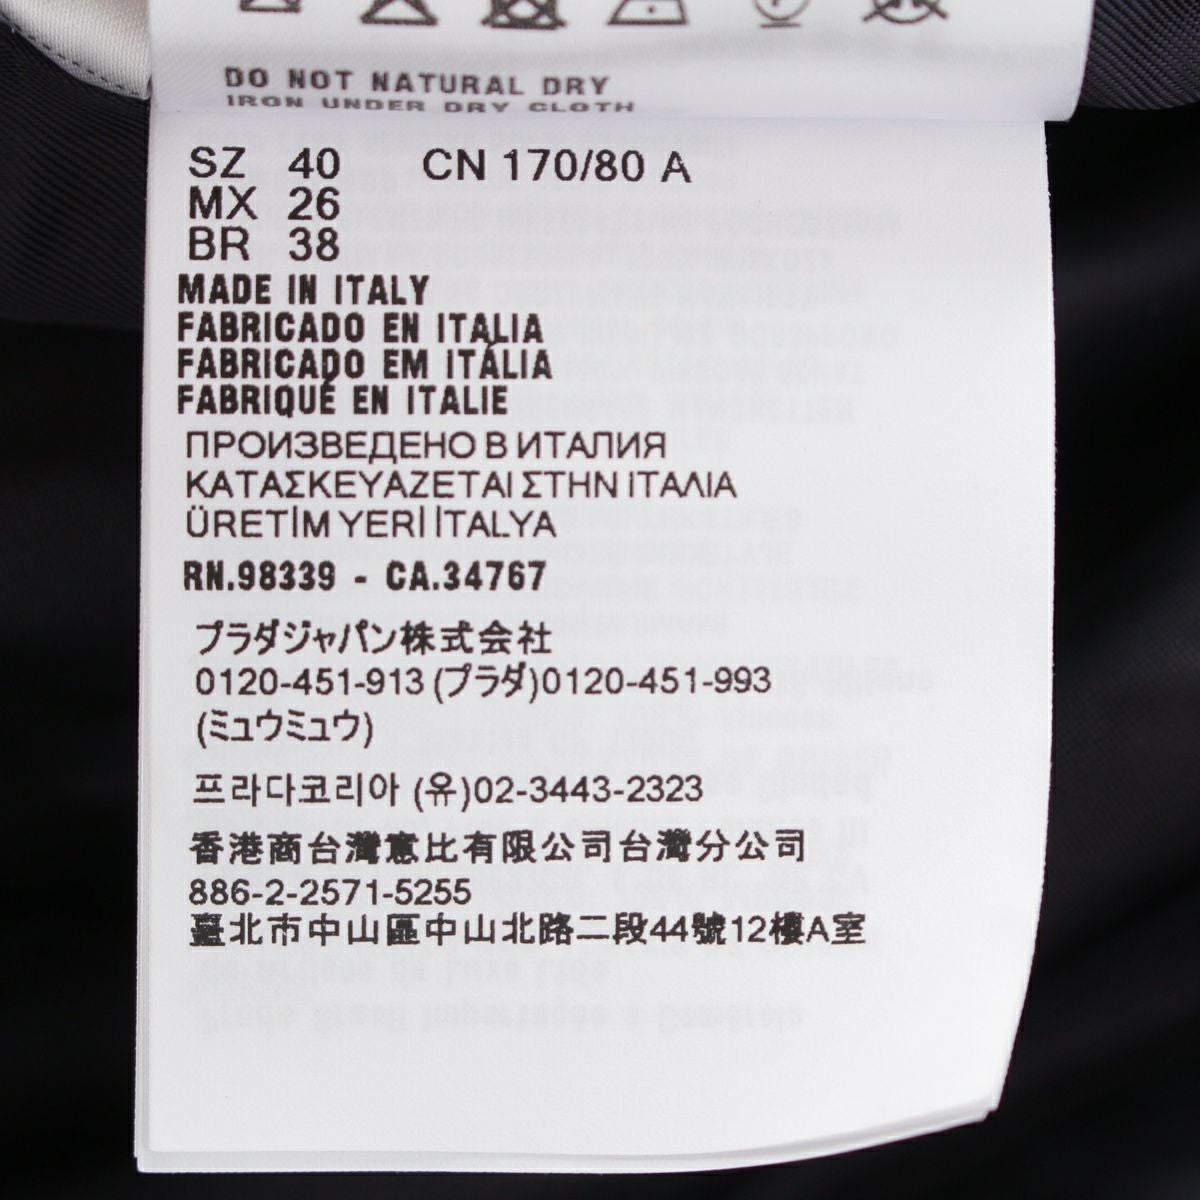 DO NOT NATURAL DRY
IRON UNDER DRY CLOTH
SZ 40 CN 170/80 A
MX 26
BR 38
MADE IN ITALY
FABRICADO EN ITALIA
FABRICADO EM ITÁLIA
FABRIQUÉ EN ITALIE
ПРОИЗВЕДЕНО В ИТАЛИЯ
ΚΑΤΑΣΚΕΥΑΖΕΤΑΙ ΣΤΗΝ ΙΤΑΛΙΑ
ÜRETİM YERİ İTALYA
RN.98339 - CA.34767
プラダジャパン株式会社
0120-451-913 (プラダ)0120-451-993
(ミュウミュウ)
프라다코리아 (유)02-3443-2323
香港商台灣意比有限公司台灣分公司
886-2-2571-5255
臺北市中山區中山北路二段44號12樓A室